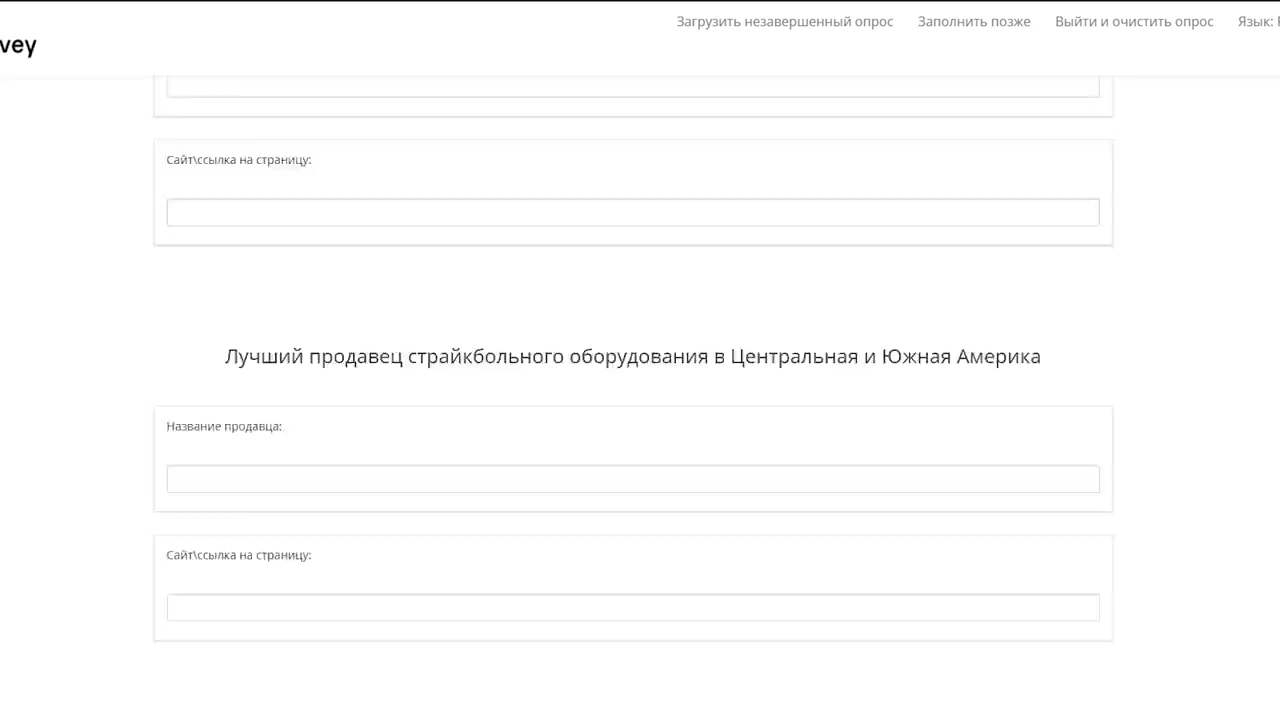 Загрузить незавершенный опрос Заполнить позже Выйти и очистить опрос Язык:
vey
Сайт\ссылка на страницу:
Лучший продавец страйкбольного оборудования в Центральная и Южная Америка
Название продавца:
Сайт\ссылка на страницу: